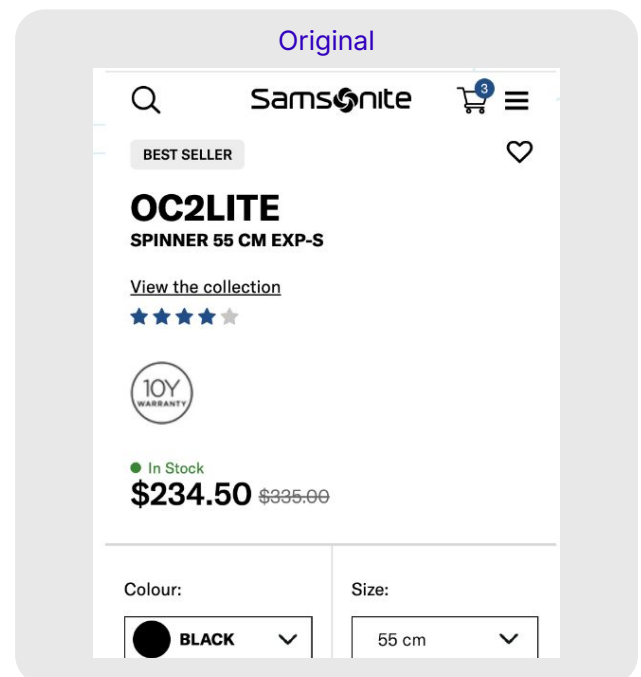 Original
Samsonite
3
BEST SELLER
OC2LITE
SPINNER 55 CM EXP-S
View the collection
10Y
WARRANTY
In Stock
$234.50 $335.00
Colour: Size:
BLACK 55 cm